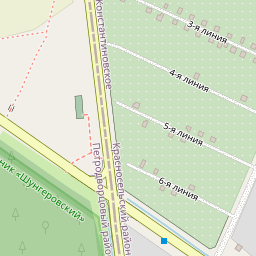 3-я линия
Константиновское
4-я линия
5-я линия
Петродворцовый район
Красносельский район
6-я линия
ник «Шунгеровский»